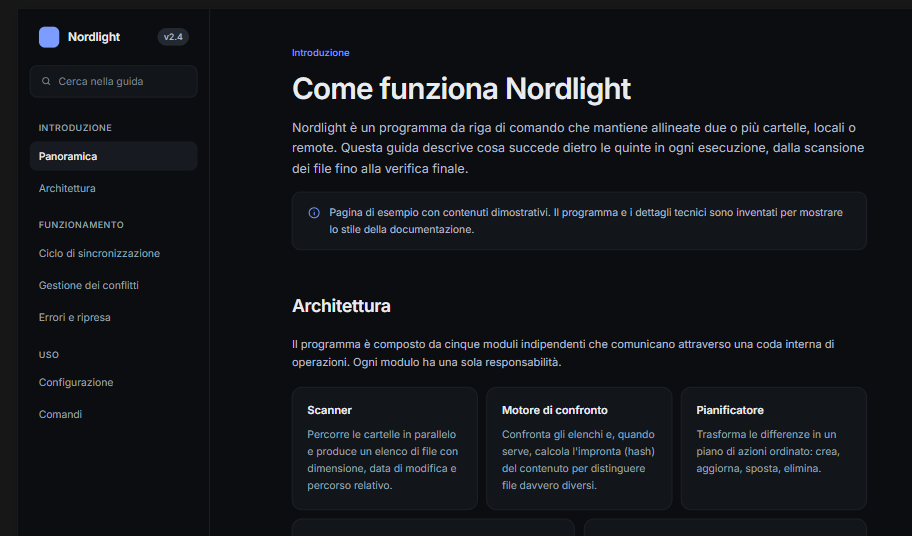 Nordlight
v2.4
Cerca nella guida
INTRODUZIONE
Panoramica
Architettura
FUNZIONAMENTO
Ciclo di sincronizzazione
Gestione dei conflitti
Errori e ripresa
USO
Configurazione
Comandi
Introduzione
Come funziona Nordlight
Nordlight è un programma da riga di comando che mantiene allineate due o più cartelle, locali o
remote. Questa guida descrive cosa succede dietro le quinte in ogni esecuzione, dalla scansione
dei file fino alla verifica finale.
Pagina di esempio con contenuti dimostrativi. Il programma e i dettagli tecnici sono inventati per mostrare
lo stile della documentazione.
Architettura
Il programma è composto da cinque moduli indipendenti che comunicano attraverso una coda interna di
operazioni. Ogni modulo ha una sola responsabilità.
Scanner
Percorre le cartelle in parallelo
e produce un elenco di file con
dimensione, data di modifica e
percorso relativo.
Motore di confronto
Confronta gli elenchi e, quando
serve, calcola l'impronta (hash)
del contenuto per distinguere
file davvero diversi.
Pianificatore
Trasforma le differenze in un
piano di azioni ordinato: crea,
aggiorna, sposta, elimina.